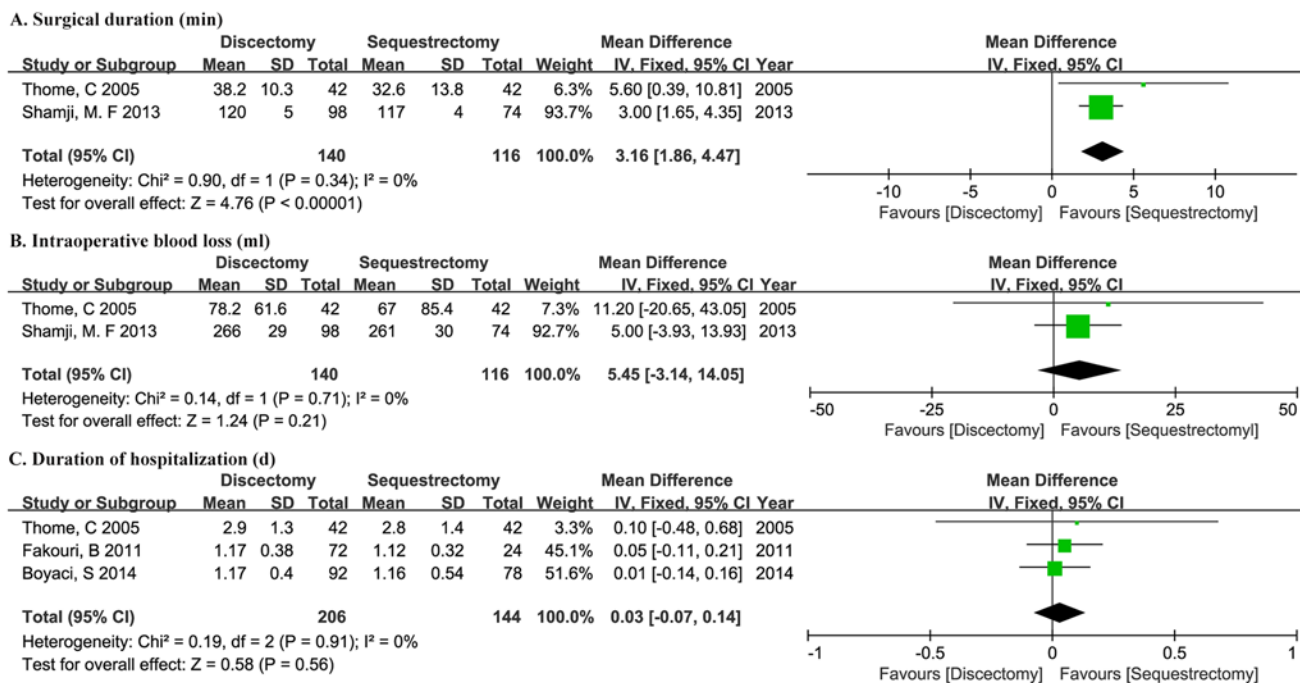 A. Surgical duration (min)
Discectomy Sequestrectomy Mean Difference Mean Difference
Study or Subgroup Mean SD Total Mean SD Total Weight IV, Fixed, 95% CI Year IV, Fixed, 95% CI
Thome, C 2005 38.2 10.3 42 32.6 13.8 42 6.3% 5.60 [0.39, 10.81] 2005
Shamji, M. F 2013 120 5 98 117 4 74 93.7% 3.00 [1.65, 4.35] 2013
Total (95% CI) 140 116 100.0% 3.16 [1.86, 4.47]
Heterogeneity: Chi² = 0.90, df = 1 (P = 0.34); I² = 0%
Test for overall effect: Z = 4.76 (P < 0.00001)
-10 -5 0 5 10
Favours [Discectomy] Favours [Sequestrectomy]
B. Intraoperative blood loss (ml)
Discectomy Sequestrectomy Mean Difference Mean Difference
Study or Subgroup Mean SD Total Mean SD Total Weight IV, Fixed, 95% CI Year IV, Fixed, 95% CI
Thome, C 2005 78.2 61.6 42 67 85.4 42 7.3% 11.20 [-20.65, 43.05] 2005
Shamji, M. F 2013 266 29 98 261 30 74 92.7% 5.00 [-3.93, 13.93] 2013
Total (95% CI) 140 116 100.0% 5.45 [-3.14, 14.05]
Heterogeneity: Chi² = 0.14, df = 1 (P = 0.71); I² = 0%
Test for overall effect: Z = 1.24 (P = 0.21)
-50 -25 0 25 50
Favours [Discectomy] Favours [Sequestrectomyl]
C. Duration of hospitalization (d)
Discectomy Sequestrectomy Mean Difference Mean Difference
Study or Subgroup Mean SD Total Mean SD Total Weight IV, Fixed, 95% CI Year IV, Fixed, 95% CI
Thome, C 2005 2.9 1.3 42 2.8 1.4 42 3.3% 0.10 [-0.48, 0.68] 2005
Fakouri, B 2011 1.17 0.38 72 1.12 0.32 24 45.1% 0.05 [-0.11, 0.21] 2011
Boyaci, S 2014 1.17 0.4 92 1.16 0.54 78 51.6% 0.01 [-0.14, 0.16] 2014
Total (95% CI) 206 144 100.0% 0.03 [-0.07, 0.14]
Heterogeneity: Chi² = 0.19, df = 2 (P = 0.91); I² = 0%
Test for overall effect: Z = 0.58 (P = 0.56)
-1 -0.5 0 0.5 1
Favours [Discectomy] Favours [Sequestrectomy]